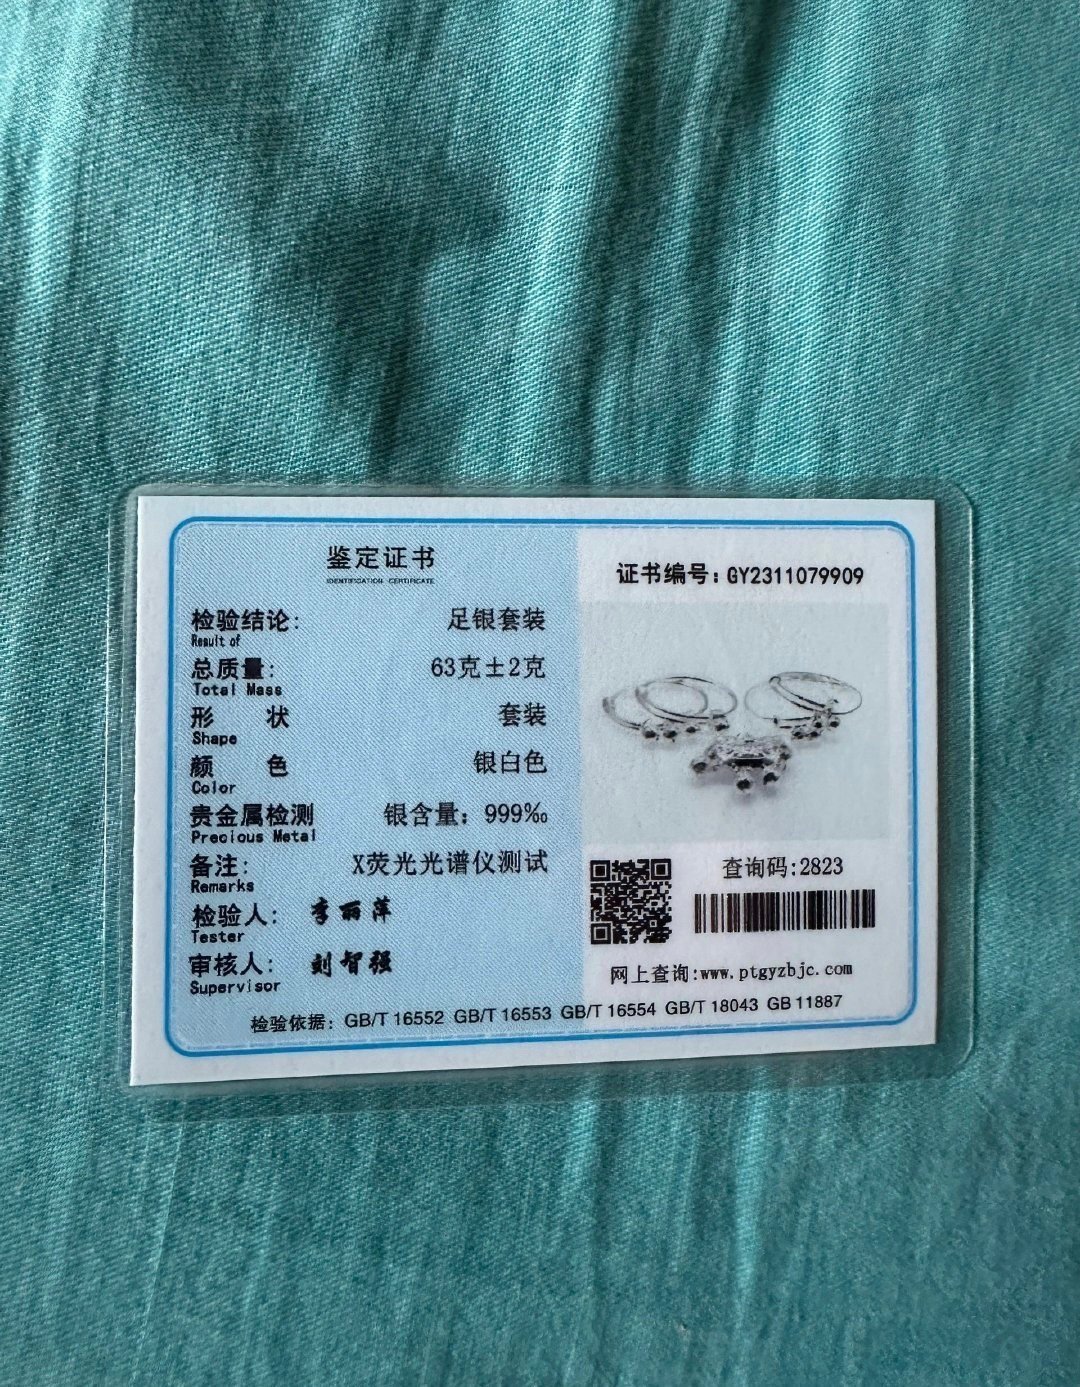 鉴定证书
IDENTIFICATION CERTIFICATE
检验结论: 足银套装
Result of
总质量: 63克±2克
Total Mass
形 状 套装
Shape
颜 色 银白色
Color
贵金属检测 银含量: 999‰
Precious Metal
备注: X荧光光谱仪测试
Remarks
检验人: 李丽萍
Tester
审核人: 刘智强
Supervisor
证书编号: GY2311079909
查询码:2823
网上查询:www.ptgyzbjc.com
检验依据: GB/T 16552 GB/T 16553 GB/T 16554 GB/T 18043 GB 11887